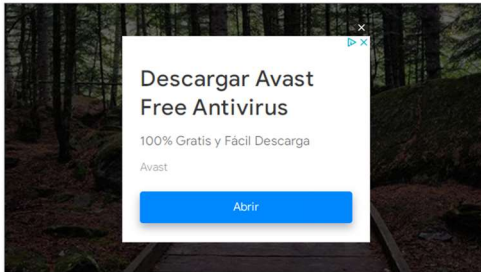 Descargar Avast
Free Antivirus
100% Gratis y Fácil Descarga
Avast
Abrir